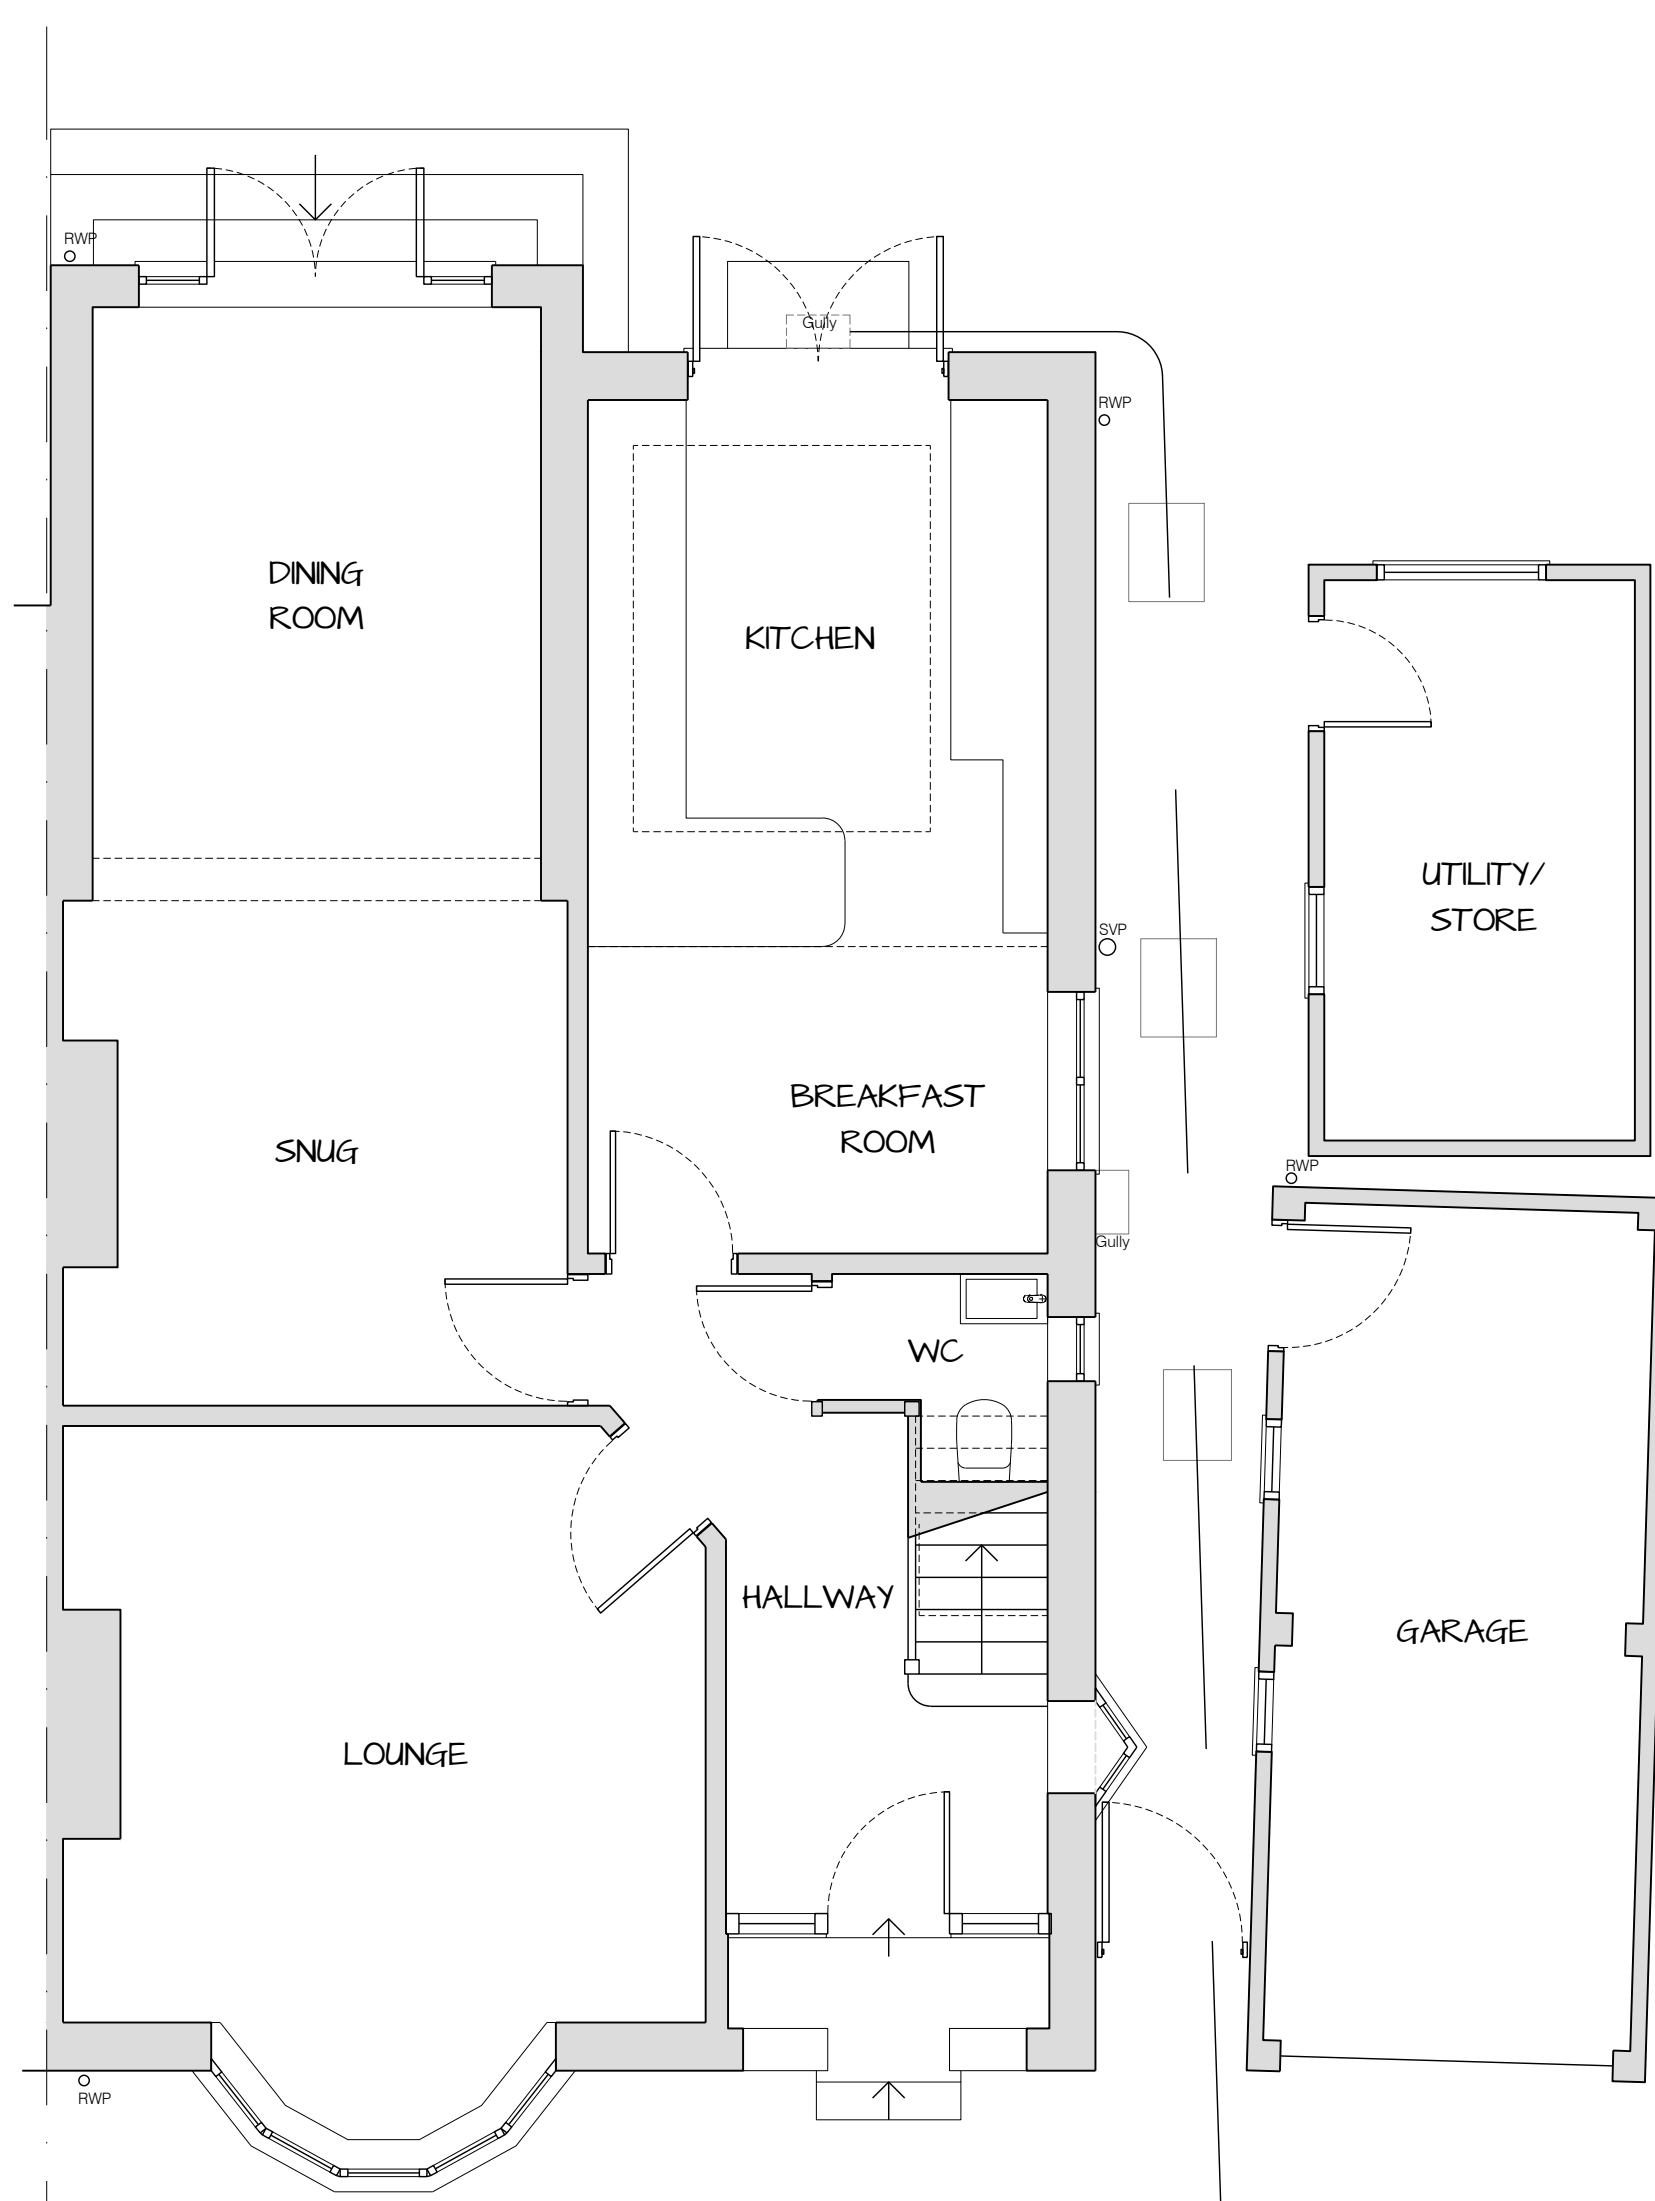 RWP
Gully
RWP
DINING
ROOM
KITCHEN
UTILITY/
STORE
SVP
BREAKFAST
ROOM
SNUG
RWP
Gully
WC
HALLWAY
GARAGE
LOUNGE
RWP